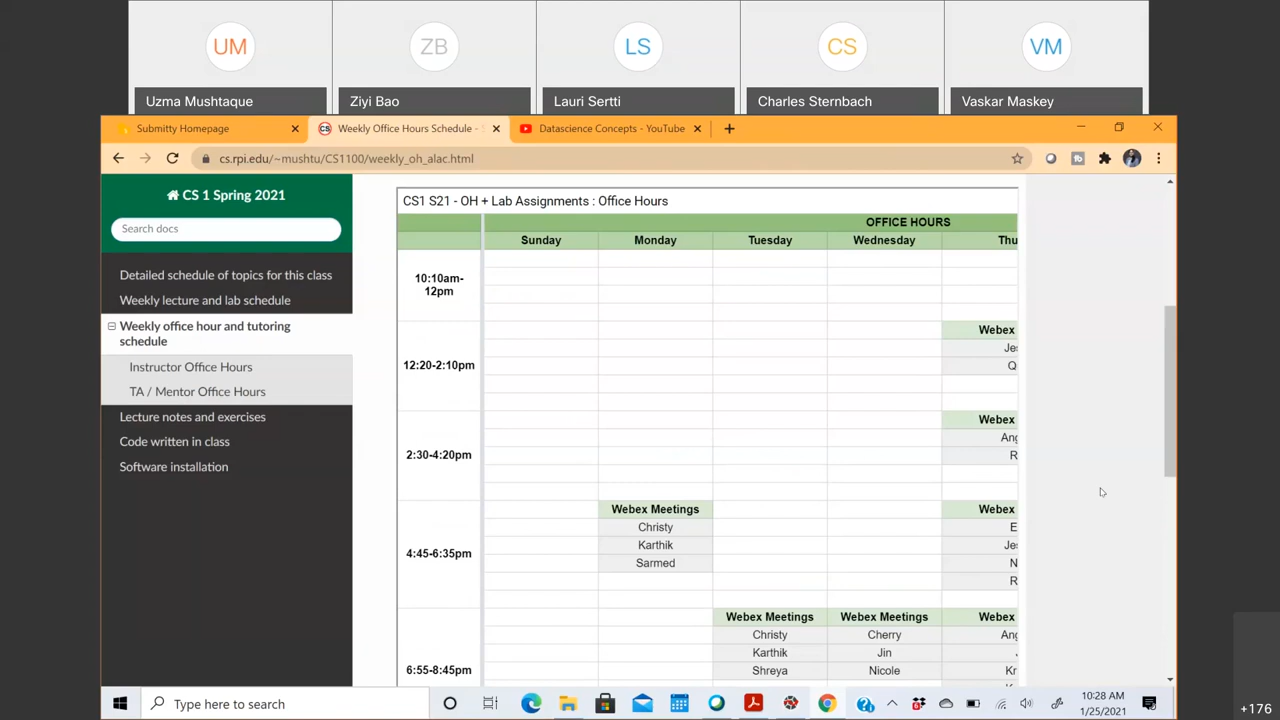 UM
ZB
LS
CS
VM
Uzma Mushtaque
Ziyi Bao
Lauri Sertti
Charles Sternbach
Vaskar Maskey
Submitty Homepage
Weekly Office Hours Schedule -
Datascience Concepts - YouTube
cs.rpi.edu/~mushtu/CS1100/weekly_oh_alac.html
CS 1 Spring 2021
Search docs
Detailed schedule of topics for this class
Weekly lecture and lab schedule
Weekly office hour and tutoring
schedule
Instructor Office Hours
TA / Mentor Office Hours
Lecture notes and exercises
Code written in class
Software installation
CS1 S21 - OH + Lab Assignments : Office Hours
OFFICE HOURS
Sunday Monday Tuesday Wednesday Thu
10:10am-
12pm
Webex
Je
12:20-2:10pm Q
Webex
Ang
2:30-4:20pm R
Webex Meetings Webex
Christy E
Karthik Je
4:45-6:35pm
Sarmed N
R
Webex Meetings Webex Meetings Webex
Christy Cherry Ang
Karthik Jin
6:55-8:45pm Shreya Nicole Kr
Type here to search
10:28 AM
1/25/2021
+176